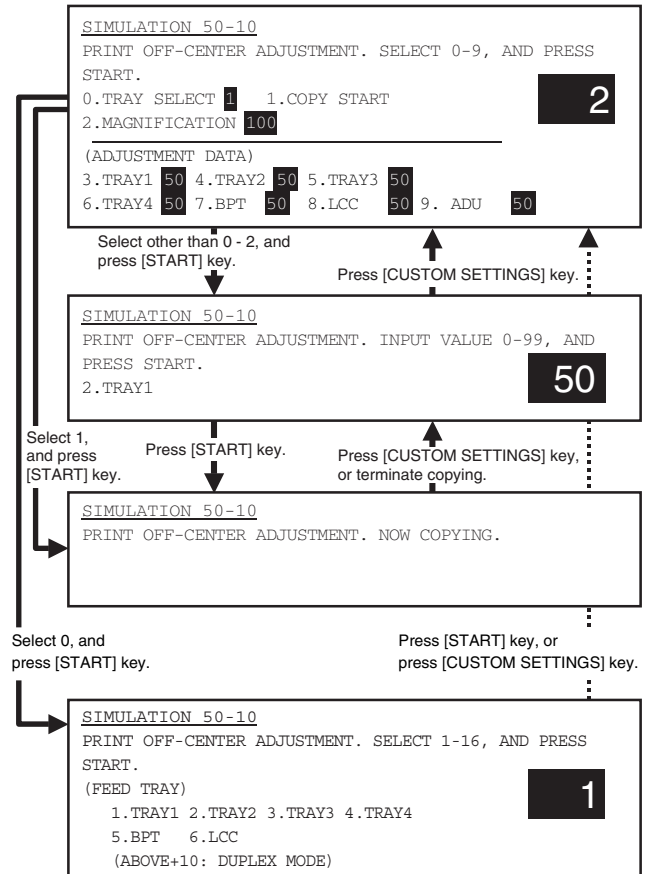 SIMULATION 50-10
PRINT OFF-CENTER ADJUSTMENT. SELECT 0-9, AND PRESS
START.
0.TRAY SELECT 1 1.COPY START
2
2.MAGNIFICATION 100
(ADJUSTMENT DATA)
3.TRAY1 50 4.TRAY2 50 5.TRAY3 50
6.TRAY4 50 7.BPT 50 8.LCC 50 9. ADU 50
Select other than 0 - 2, and
press [START] key.
Press [CUSTOM SETTINGS] key.
SIMULATION 50-10
PRINT OFF-CENTER ADJUSTMENT. INPUT VALUE 0-99, AND
PRESS START.
50
2.TRAY1
Select 1,
and press
[START] key.
Press [START] key.
Press [CUSTOM SETTINGS] key,
or terminate copying.
SIMULATION 50-10
PRINT OFF-CENTER ADJUSTMENT. NOW COPYING.
Select 0, and
press [START] key.
Press [START] key, or
press [CUSTOM SETTINGS] key.
SIMULATION 50-10
PRINT OFF-CENTER ADJUSTMENT. SELECT 1-16, AND PRESS
START.
(FEED TRAY)
1
1.TRAY1 2.TRAY2 3.TRAY3 4.TRAY4
5.BPT 6.LCC
(ABOVE+10: DUPLEX MODE)